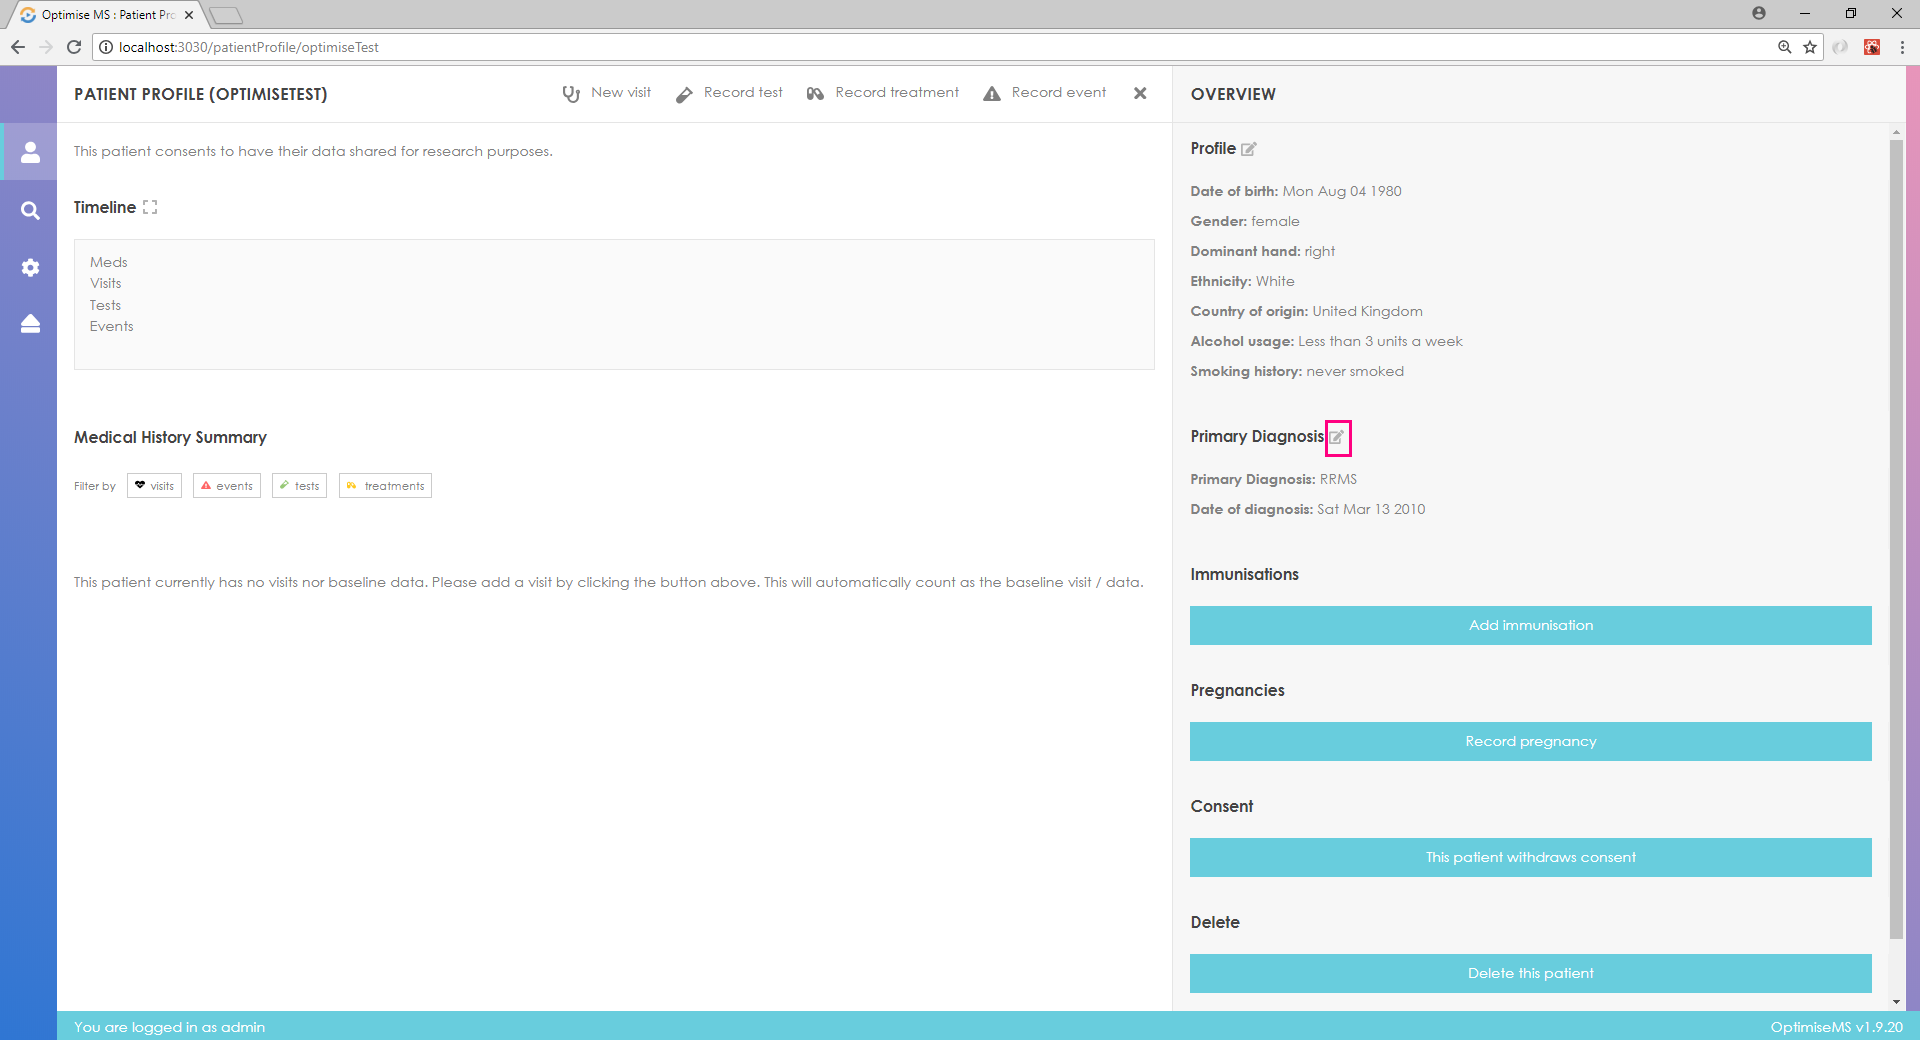 Optimise MS : Patient Pro
localhost:3030/patientProfile/optimiseTest
PATIENT PROFILE (OPTIMISETEST)
New visit
Record test
Record treatment
Record event
This patient consents to have their data shared for research purposes.
Timeline
Meds
Visits
Tests
Events
Medical History Summary
Filter by visits events tests treatments
This patient currently has no visits nor baseline data. Please add a visit by clicking the button above. This will automatically count as the baseline visit / data.
OVERVIEW
Profile
Date of birth: Mon Aug 04 1980
Gender: female
Dominant hand: right
Ethnicity: White
Country of origin: United Kingdom
Alcohol usage: Less than 3 units a week
Smoking history: never smoked
Primary Diagnosis
Primary Diagnosis: RRMS
Date of diagnosis: Sat Mar 13 2010
Immunisations
Add immunisation
Pregnancies
Record pregnancy
Consent
This patient withdraws consent
Delete
Delete this patient
You are logged in as admin
OptimiseMS v1.9.20